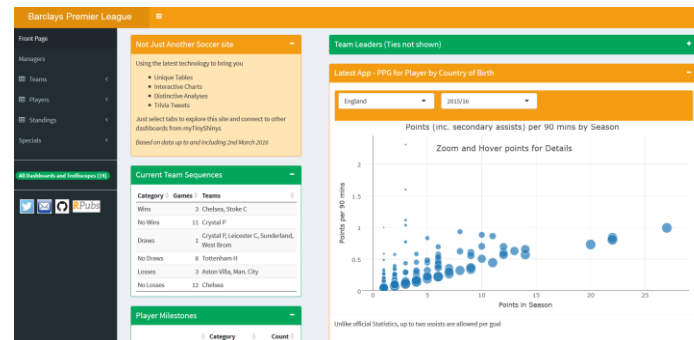 Barclays Premier League
Front Page
Managers
Teams
Players
Standings
Specials
All Dashboards and Trelliscopes (24)
RPubs
Not Just Another Soccer site
Using the latest technology to bring you
Unique Tables
Interactive Charts
Distinctive Analyses
Trivia Tweets
Just select tabs to explore this site and connect to other
dashboards from myTinyShinys
Based on data up to and including 2nd March 2016
Current Team Sequences
Category Games Teams
Wins 3 Chelsea, Stoke C
No Wins 11 Crystal P
Draws 1 Crystal P, Leicester C, Sunderland,
West Brom
No Draws 8 Tottenham H
Losses 3 Aston Villa, Man. City
No Losses 12 Chelsea
Player Milestones
Category Count
Team Leaders (Ties not shown)
Latest App - PPG for Player by Country of Birth
England 2015/16
Points (inc. secondary assists) per 90 mins by Season
Zoom and Hover points for Details
Points per 90 mins
2
1.5
1
0.5
0
0 5 10 15 20 25
Points in Season
Unlike official Statistics, up to two assists are allowed per goal